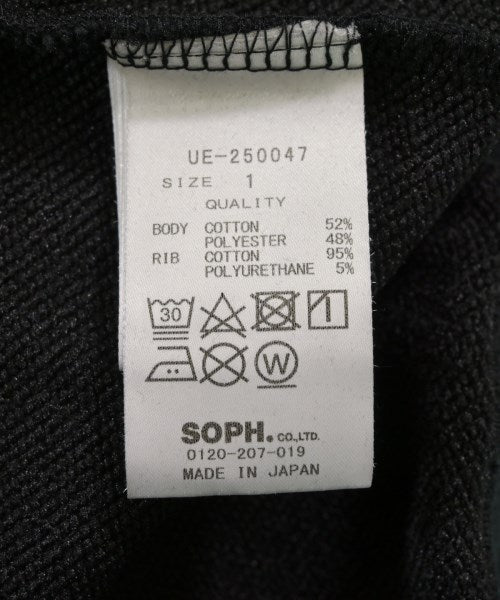 UE-250047
SIZE 1
QUALITY
BODY COTTON 52%
POLYESTER 48%
RIB COTTON 95%
POLYURETHANE 5%
30
W
SOPH. CO.,LTD.
0120-207-019
MADE IN JAPAN